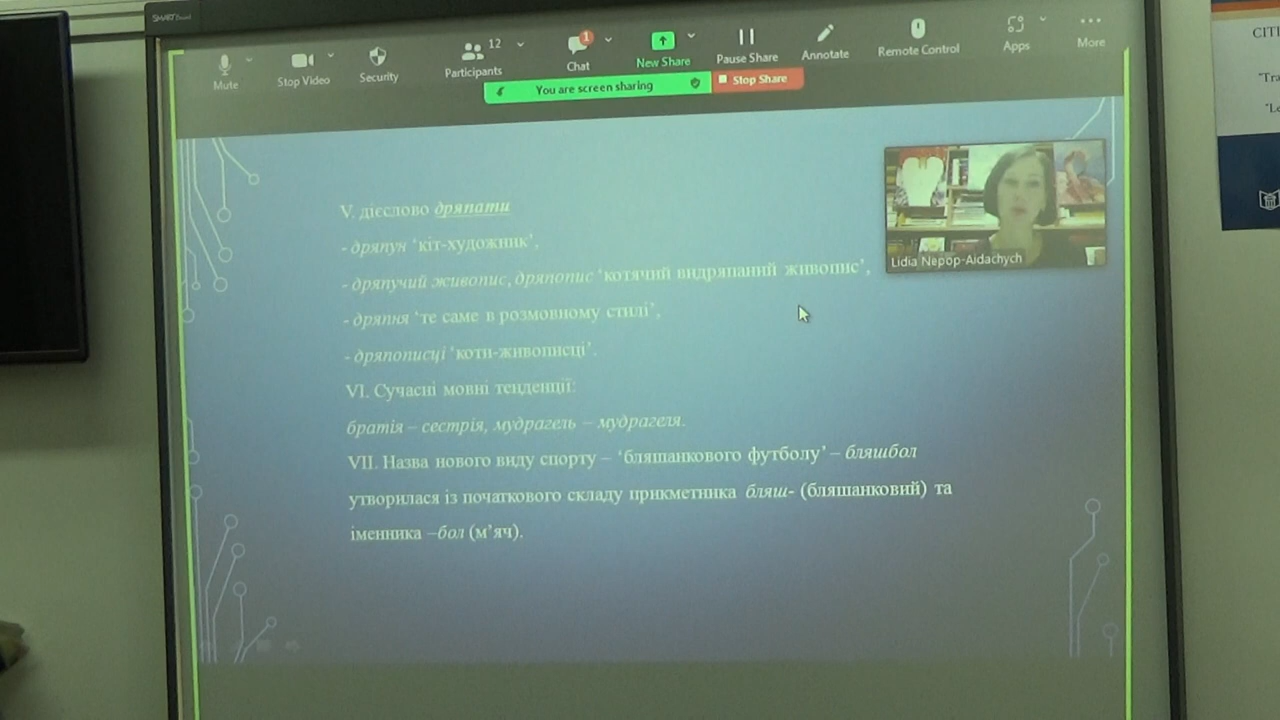 SMART Board
Mute
Stop Video
Security
Participants
12
Chat
1
New Share
Pause Share
Annotate
Remote Control
Apps
More
You are screen sharing
Stop Share
V. дієслово дряпати
- дряпун ‘кіт-художник’,
- дряпучий живопис, дряпопис ‘котячий видряпаний живопис’,
- дряпня ‘те саме в розмовному стилі’,
- дряпописці ‘коти-живописці’.
VI. Сучасні мовні тенденції:
братія – сестрія, мудрагель – мудрагеля.
VII. Назва нового виду спорту – ‘бляшанкового футболу’ – бляшбол
утворилася із початкового складу прикметника бляш- (бляшанковий) та
іменника –бол (м’яч).
Lidia Nepop-Aidachych